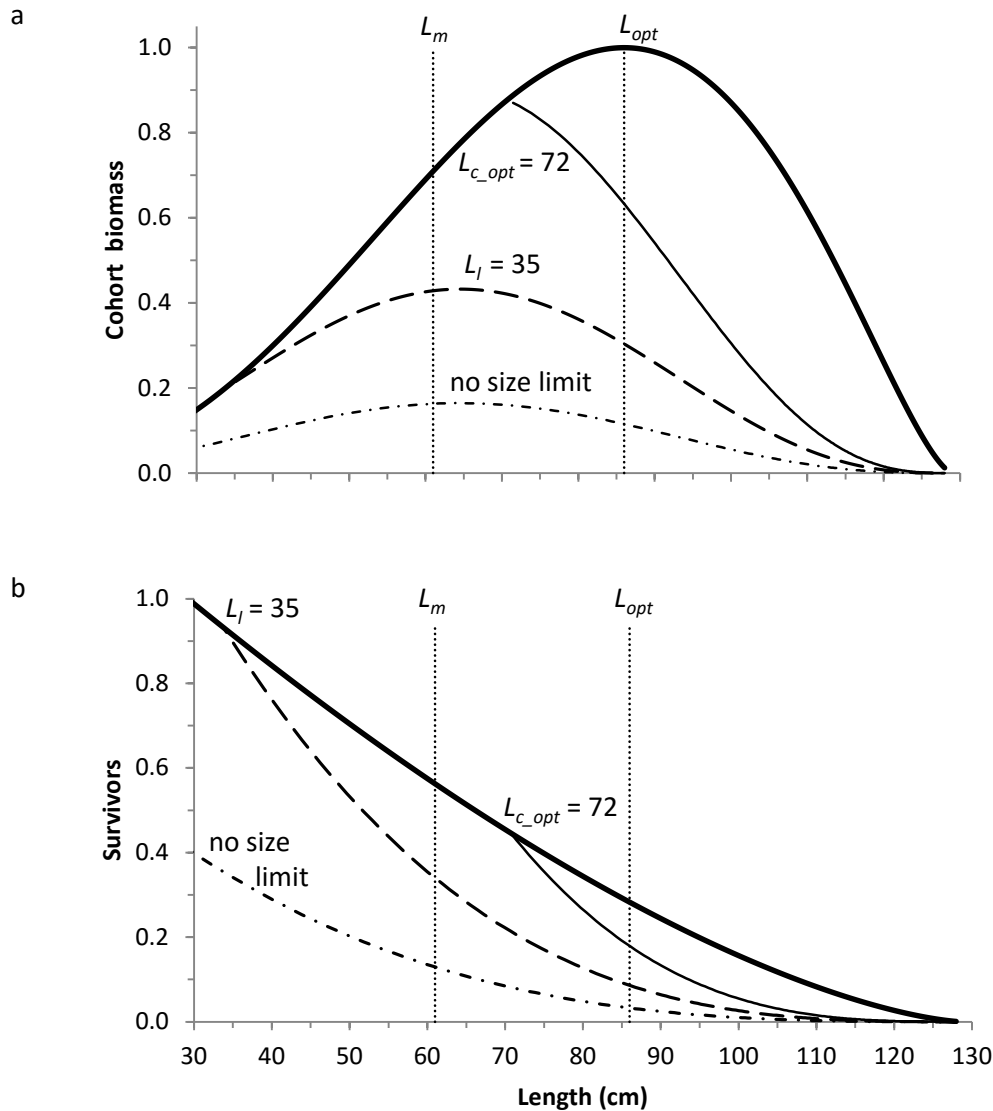 a
L_m
L_opt
1.0
0.8
0.6
0.4
0.2
0.0
Cohort biomass
L_c_opt = 72
L_l = 35
no size limit
b
L_m
L_opt
1.0
0.8
0.6
0.4
0.2
0.0
Survivors
L_l = 35
L_c_opt = 72
no size
limit
30 40 50 60 70 80 90 100 110 120 130
Length (cm)